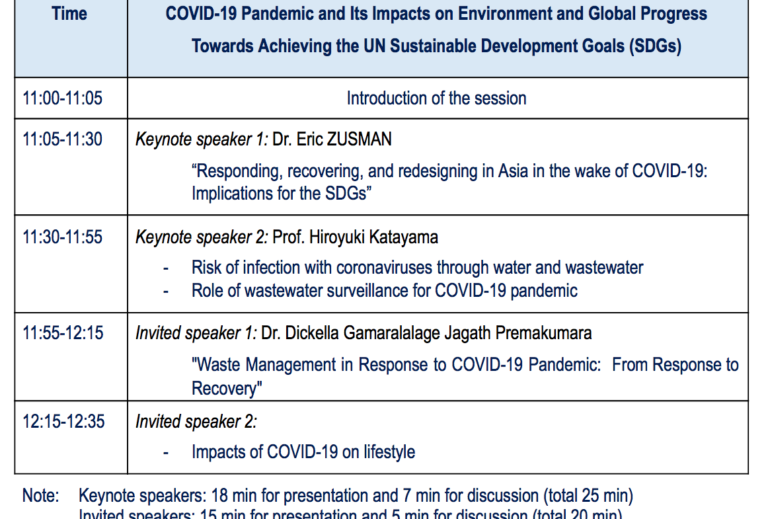 Time
COVID-19 Pandemic and Its Impacts on Environment and Global Progress
Towards Achieving the UN Sustainable Development Goals (SDGs)
11:00-11:05
Introduction of the session
11:05-11:30
Keynote speaker 1: Dr. Eric ZUSMAN
“Responding, recovering, and redesigning in Asia in the wake of COVID-19:
Implications for the SDGs”
11:30-11:55
Keynote speaker 2: Prof. Hiroyuki Katayama
- Risk of infection with coronaviruses through water and wastewater
- Role of wastewater surveillance for COVID-19 pandemic
11:55-12:15
Invited speaker 1: Dr. Dickella Gamaralalage Jagath Premakumara
"Waste Management in Response to COVID-19 Pandemic: From Response to
Recovery"
12:15-12:35
Invited speaker 2:
- Impacts of COVID-19 on lifestyle
Note: Keynote speakers: 18 min for presentation and 7 min for discussion (total 25 min)
Invited speakers: 15 min for presentation and 5 min for discussion (total 20 min)